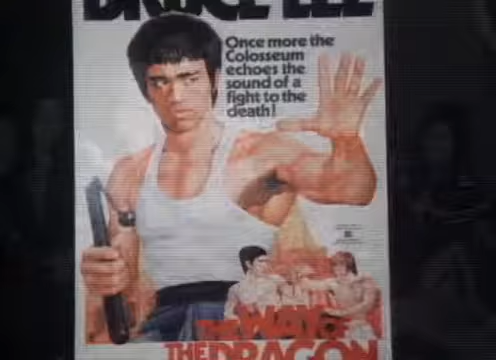 BRUCE LEE
Once more the
Colosseum
echoes the
sound of a
fight to the
death!
THE WAY OF
THE DRAGON